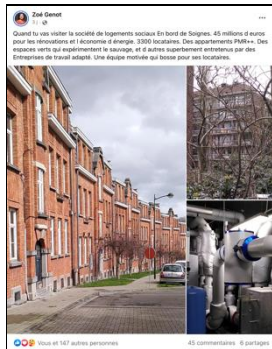 Zoé Genot
3 j
Quand tu vas visiter la société de logements sociaux En bord de Soignes. 45 millions d euros
pour les rénovations et l économie d énergie. 3300 locataires. Des appartements PMR++. Des
espaces verts qui expérimentent le sauvage, et d autres superbement entretenus par des
Entreprises de travail adapté. Une équipe motivée qui bosse pour ses locataires.
Vous et 147 autres personnes
45 commentaires 6 partages